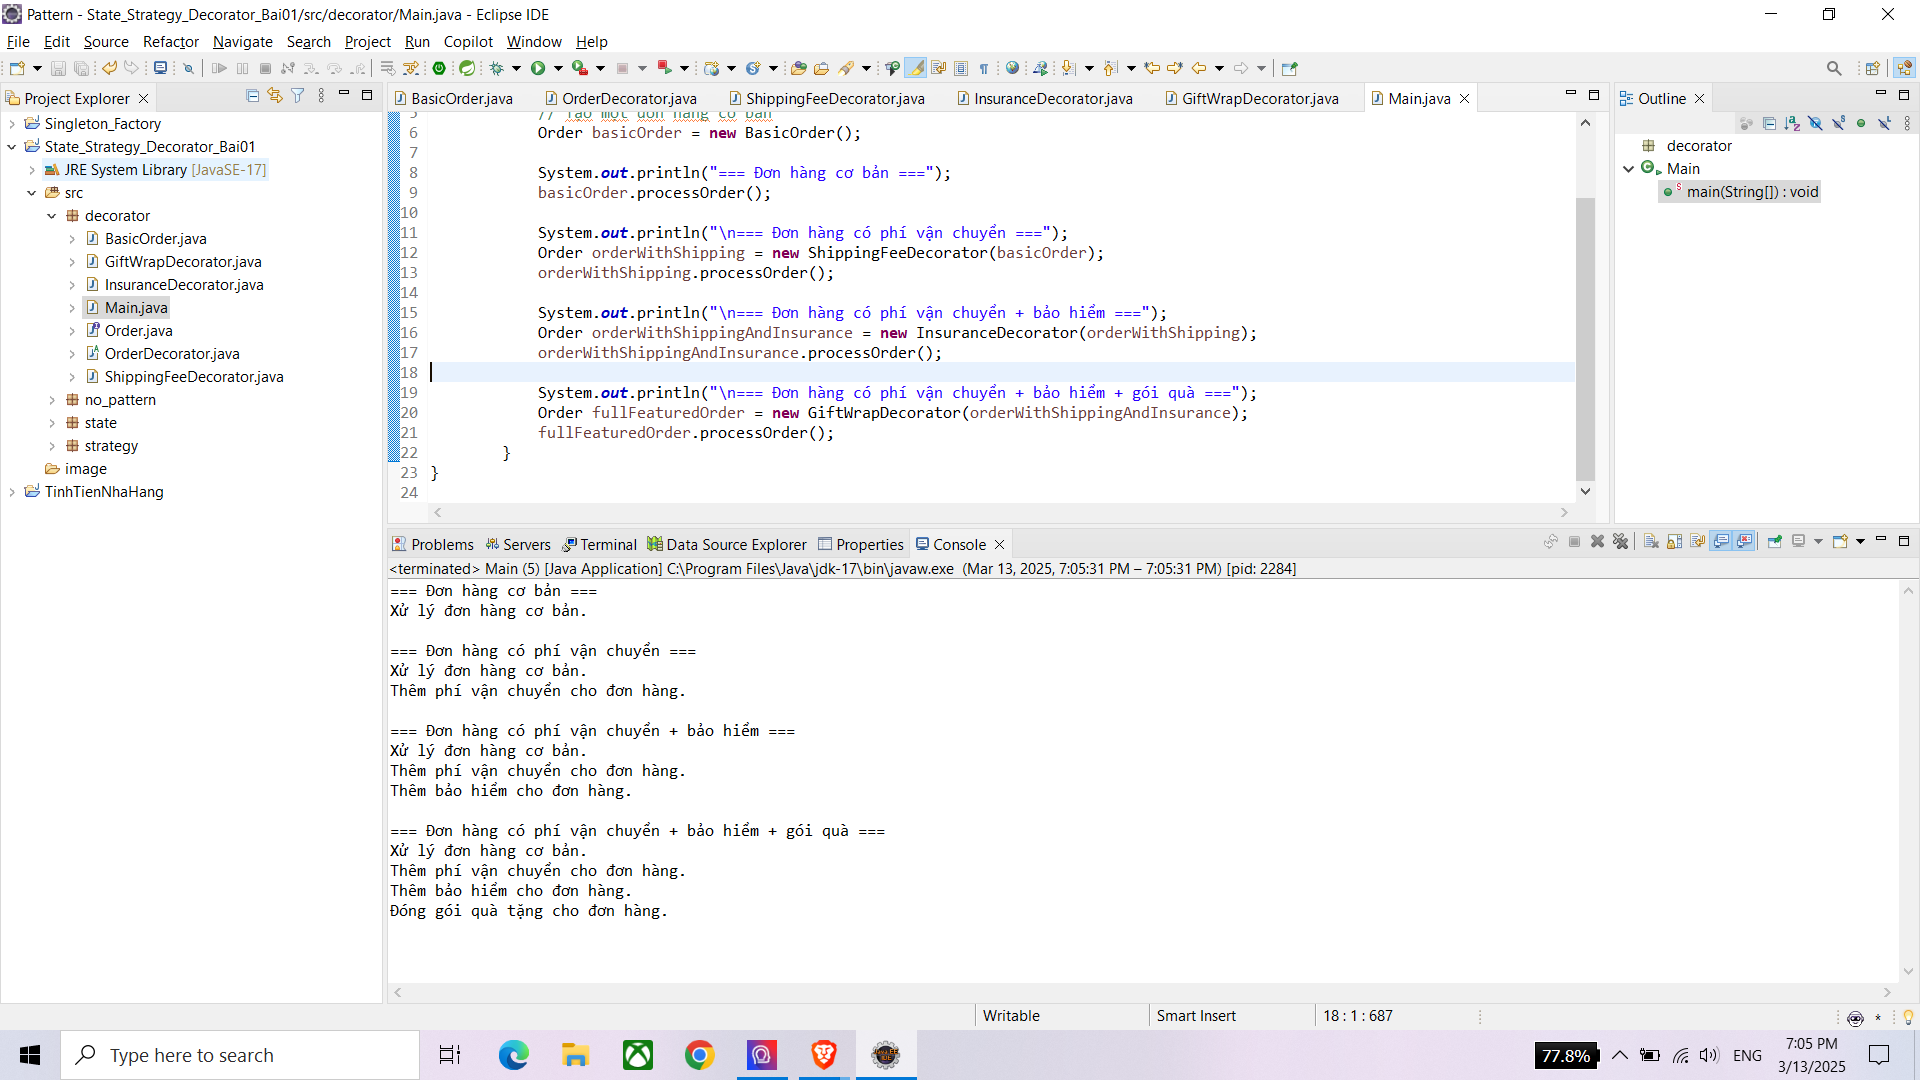 Pattern - State_Strategy_Decorator_Bai01/src/decorator/Main.java - Eclipse IDE
File Edit Source Refactor Navigate Search Project Run Copilot Window Help
Project Explorer
Singleton_Factory
State_Strategy_Decorator_Bai01
JRE System Library [JavaSE-17]
src
decorator
BasicOrder.java
GiftWrapDecorator.java
InsuranceDecorator.java
Main.java
Order.java
OrderDecorator.java
ShippingFeeDecorator.java
no_pattern
state
strategy
image
TinhTienNhaHang
BasicOrder.java OrderDecorator.java ShippingFeeDecorator.java InsuranceDecorator.java GiftWrapDecorator.java Main.java
5 // Tạo một đơn hàng cơ bản
6 Order basicOrder = new BasicOrder();
7
8 System.out.println("=== Đơn hàng cơ bản ===");
9 basicOrder.processOrder();
10
11 System.out.println("\n=== Đơn hàng có phí vận chuyển ===");
12 Order orderWithShipping = new ShippingFeeDecorator(basicOrder);
13 orderWithShipping.processOrder();
14
15 System.out.println("\n=== Đơn hàng có phí vận chuyển + bảo hiểm ===");
16 Order orderWithShippingAndInsurance = new InsuranceDecorator(orderWithShipping);
17 orderWithShippingAndInsurance.processOrder();
18
19 System.out.println("\n=== Đơn hàng có phí vận chuyển + bảo hiểm + gói quà ===");
20 Order fullFeaturedOrder = new GiftWrapDecorator(orderWithShippingAndInsurance);
21 fullFeaturedOrder.processOrder();
22 }
23 }
24
Outline
decorator
Main
main(String[]) : void
Problems Servers Terminal Data Source Explorer Properties Console
<terminated> Main (5) [Java Application] C:\Program Files\Java\jdk-17\bin\javaw.exe (Mar 13, 2025, 7:05:31 PM – 7:05:31 PM) [pid: 2284]
=== Đơn hàng cơ bản ===
Xử lý đơn hàng cơ bản.

=== Đơn hàng có phí vận chuyển ===
Xử lý đơn hàng cơ bản.
Thêm phí vận chuyển cho đơn hàng.

=== Đơn hàng có phí vận chuyển + bảo hiểm ===
Xử lý đơn hàng cơ bản.
Thêm phí vận chuyển cho đơn hàng.
Thêm bảo hiểm cho đơn hàng.

=== Đơn hàng có phí vận chuyển + bảo hiểm + gói quà ===
Xử lý đơn hàng cơ bản.
Thêm phí vận chuyển cho đơn hàng.
Thêm bảo hiểm cho đơn hàng.
Đóng gói quà tặng cho đơn hàng.
Writable Smart Insert 18 : 1 : 687
Type here to search
77.8% ENG 7:05 PM
3/13/2025